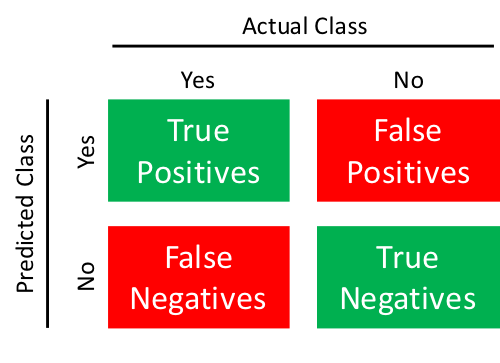 Actual Class
Yes
No
Predicted Class
Yes
True
Positives
False
Positives
No
False
Negatives
True
Negatives